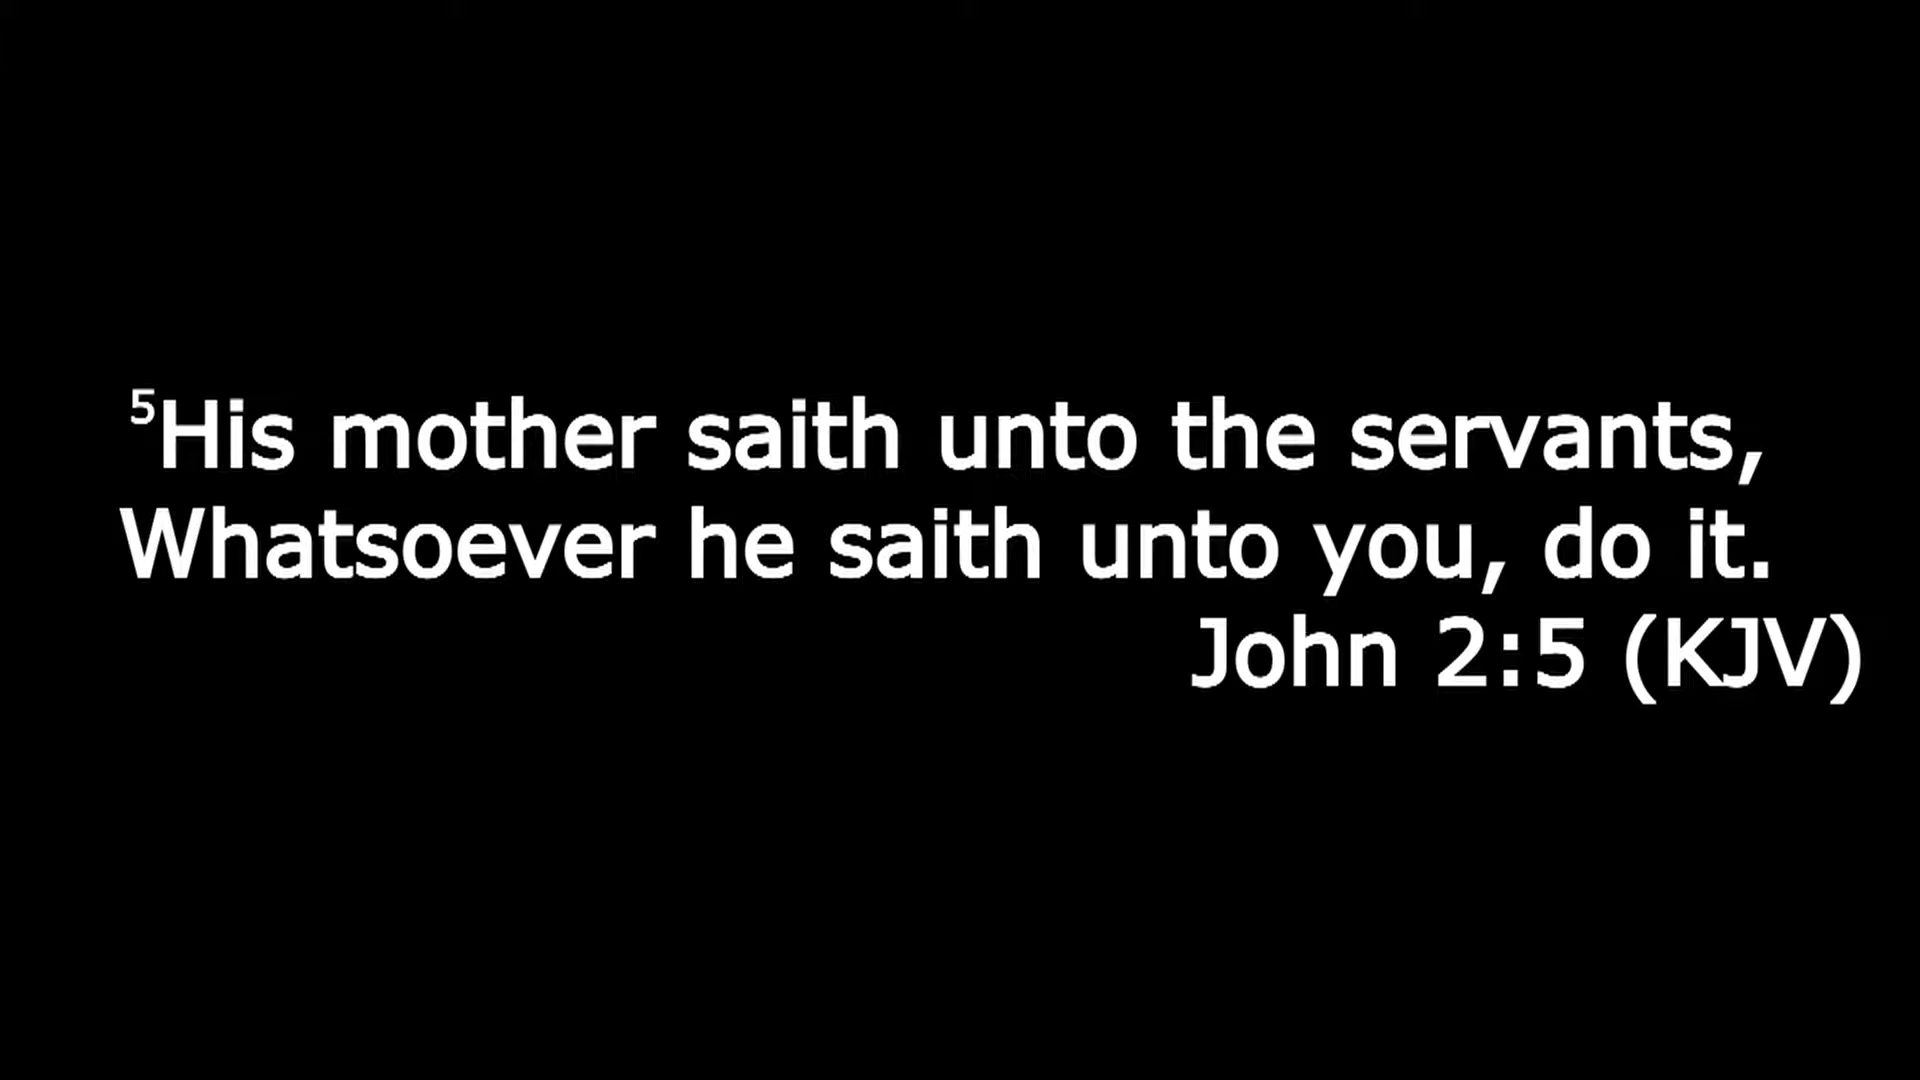 ⁵His mother saith unto the servants,
Whatsoever he saith unto you, do it.
John 2:5 (KJV)